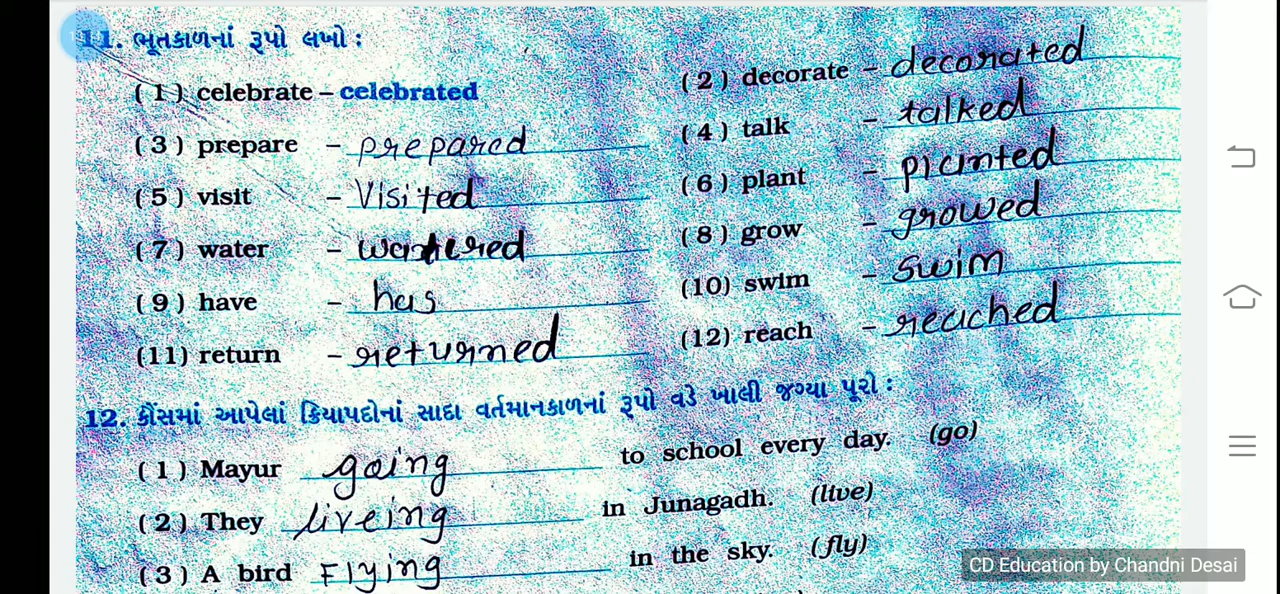 11. ભૂતકાળનાં રૂપો લખો :
( 1 ) celebrate – celebrated
( 2 ) decorate – decorated
( 3 ) prepare – prepared
( 4 ) talk – talked
( 5 ) visit – Visited
( 6 ) plant – planted
( 7 ) water – watered
( 8 ) grow – growed
( 9 ) have – has
(10) swim – swim
(11) return – returned
(12) reach – reached
12. કૌંસમાં આપેલાં ક્રિયાપદોનાં સાદા વર્તમાનકાળનાં રૂપો વડે ખાલી જગ્યા પૂરો :
( 1 ) Mayur going to school every day. (go)
( 2 ) They liveing in Junagadh. (live)
( 3 ) A bird Flying in the sky. (fly)
CD Education by Chandni Desai